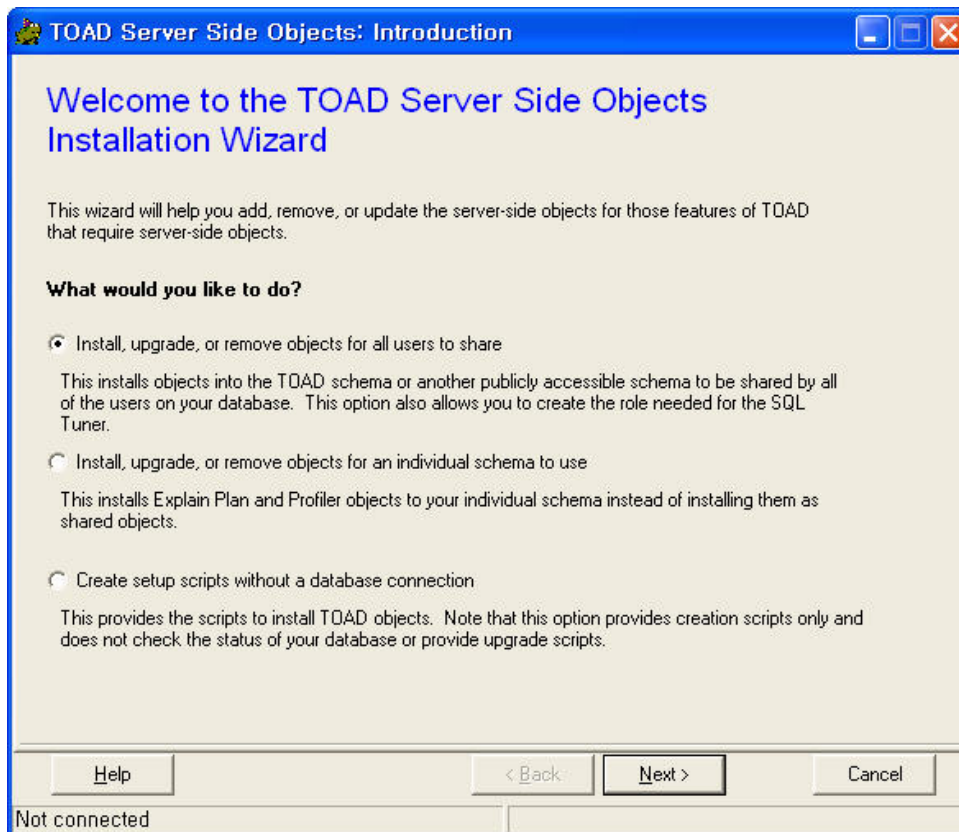 TOAD Server Side Objects: Introduction
Welcome to the TOAD Server Side Objects
Installation Wizard
This wizard will help you add, remove, or update the server-side objects for those features of TOAD
that require server-side objects.
What would you like to do?
Install, upgrade, or remove objects for all users to share
This installs objects into the TOAD schema or another publicly accessible schema to be shared by all
of the users on your database.  This option also allows you to create the role needed for the SQL
Tuner.
Install, upgrade, or remove objects for an individual schema to use
This installs Explain Plan and Profiler objects to your individual schema instead of installing them as
shared objects.
Create setup scripts without a database connection
This provides the scripts to install TOAD objects.  Note that this option provides creation scripts only and
does not check the status of your database or provide upgrade scripts.
Help
< Back
Next >
Cancel
Not connected